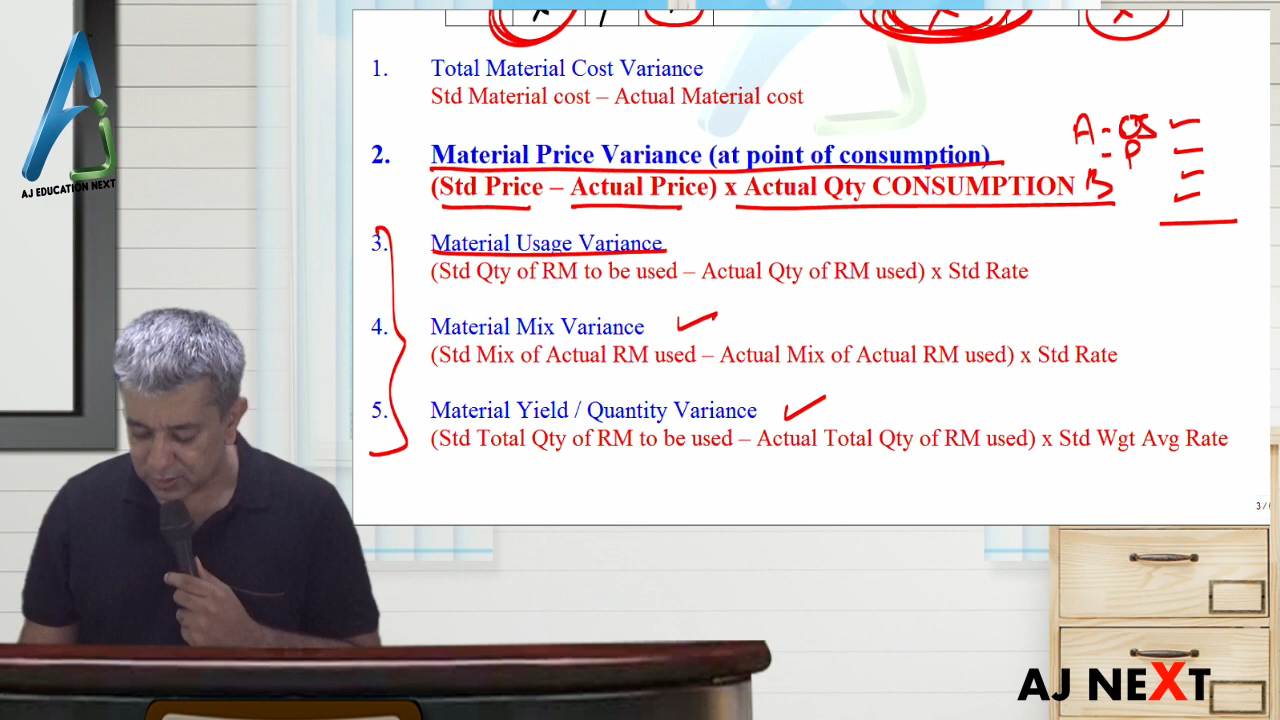 1. Total Material Cost Variance
Std Material cost – Actual Material cost
2. Material Price Variance (at point of consumption)
(Std Price – Actual Price) x Actual Qty CONSUMPTION
A - OS
- P
B
3. Material Usage Variance
(Std Qty of RM to be used – Actual Qty of RM used) x Std Rate
4. Material Mix Variance
(Std Mix of Actual RM used – Actual Mix of Actual RM used) x Std Rate
5. Material Yield / Quantity Variance
(Std Total Qty of RM to be used – Actual Total Qty of RM used) x Std Wgt Avg Rate
AJ EDUCATION NEXT
AJ NEXT